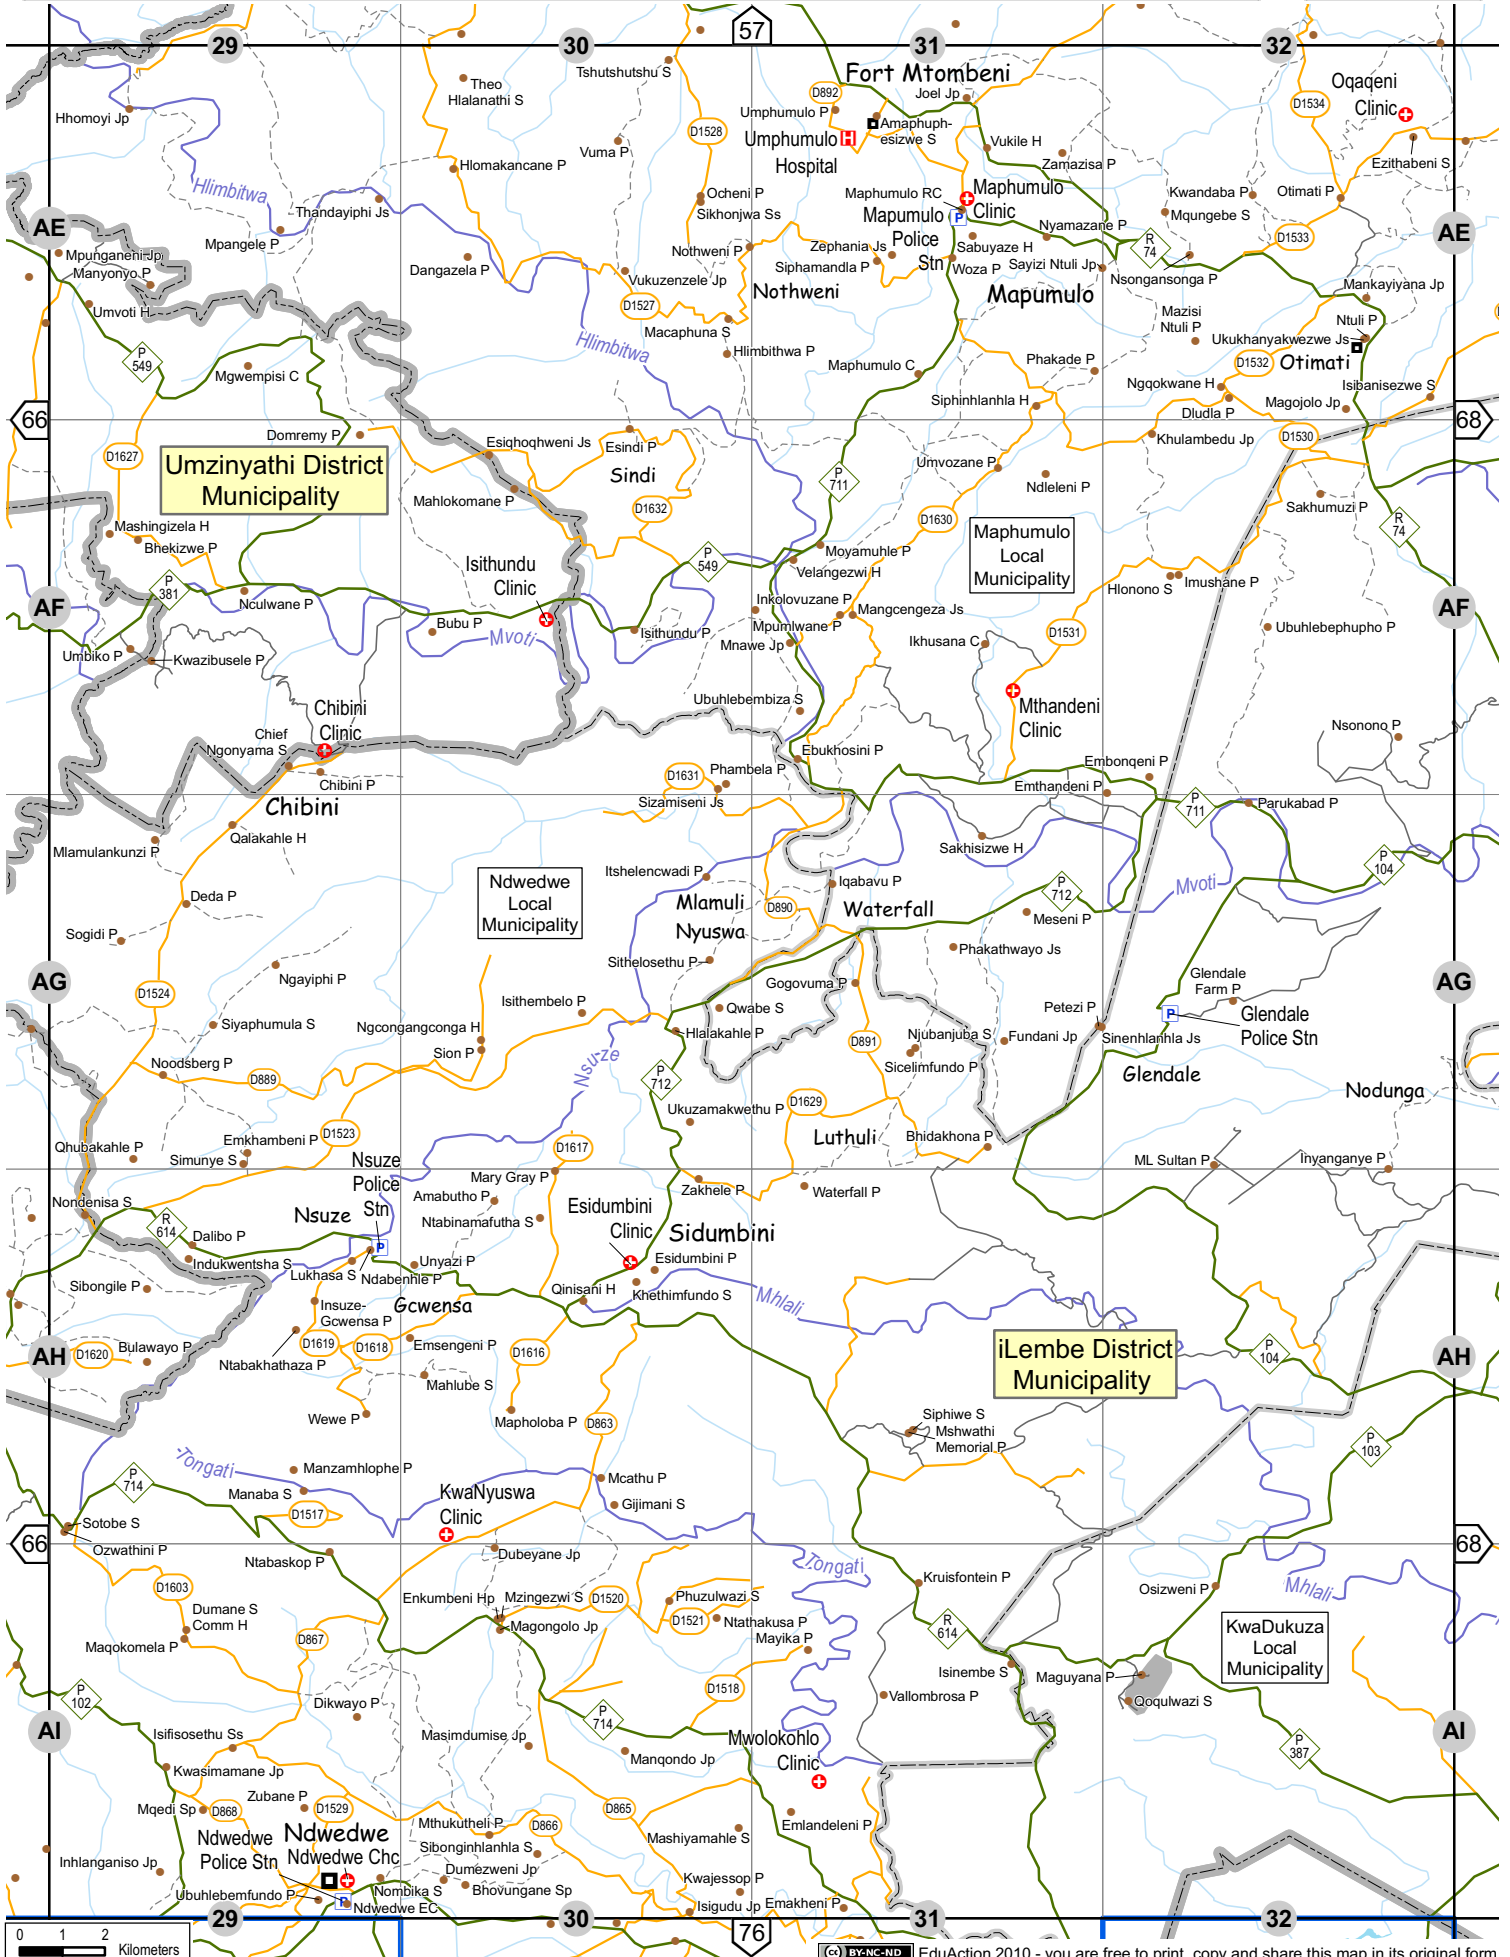 29
30
57
31
32
Theo
Hlalanathi S
Tshutshutshu S
Fort Mtombeni
Joel Jp
Oqaqeni
Clinic
D892
D1534
Hhomoyi Jp
Umphumulo P
Amaphuph-
esizwe S
D1528
Umphumulo
Hospital
H
Vukile H
Vuma P
Zamazisa P
Ezithabeni S
Hlomakancane P
Hlimbitwa
Ocheni P
Sikhonjwa Ss
Maphumulo RC
Maphumulo
Clinic
Kwandaba P
Otimati P
Thandayiphi Js
Mapumulo
Police
Stn
P
Mqungebe S
AE
AE
Mpangele P
Nyamazane P
D1533
Zephania Js
Sabuyaze H
R
74
Mpunganehi Jp
Manyonyo P
Dangazela P
Nothweni P
Siphamandla P
Woza P
Sayizi Ntuli Jp
Vukuzenzele Jp
Nsongansonga P
Nothweni
Mapumulo
Mankayiyana Jp
Umvoti H
D1527
Mazisi
Ntuli P
Ntuli P
Macaphuna S
Ukukhanyakwezwe Js
Hlimbitwa
Hlimbithwa P
Phakade P
D1532
Otimati
P
549
Mgwempisi C
Maphumulo C
Ngqokwane H
Isibanisezwe S
Siphinhlanhla H
Dludla P
Magojolo Jp
66
68
Domremy P
Esiqhoqhweni Js
Esindi P
Khulambedu Jp
D1530
D1627
Umzinyathi District
Municipality
Sindi
Umvozane P
P
711
Ndleleni P
Mahlokomane P
D1632
Sakhumuzi P
Mashingizela H
D1630
Maphumulo
Local
Municipality
R
74
Bhekizwe P
Moyamuhle P
Isithundu
Clinic
P
549
Velangezwi H
P
381
Hlonono S
Imushane P
AF
AF
Nculwane P
Inkolovuzane P
Mangcengeza Js
Bubu P
Mvoti
Isithundu P
Mpumlwane P
D1531
Ubuhlebephupho P
Mnawe Jp
Ikhusana C
Umbiko P
Kwazibusele P
Ubuhlebembiza S
Mthandeni
Clinic
Chibini
Clinic
Chief
Ngonyama S
Nsonono P
Ebukhosini P
Chibini P
D1631
Phambela P
Embonqeni P
Chibini
Sizamiseni Js
Emthandeni P
P
711
Parukabad P
Qalakahle H
Mlamulankunzi P
Sakhisizwe H
P
104
Ndwedwe
Local
Municipality
Itshelencwadi P
Iqabavu P
Mvoti
P
712
Deda P
Mlamuli
Nyuswa
D890
Waterfall
Meseni P
Sogidi P
Phakathwayo Js
Sithelosethu P
AG
AG
Ngayiphi P
Gogovuma P
Glendale
Farm P
D1524
Isithembelo P
Qwabe S
Petezi P
P
Glendale
Police Stn
Siyaphumula S
Ngcongangconga H
Hlalakahle P
D891
Njubanjuba S
Fundani Jp
Sinenhlanhla Js
Sion P
Nsu-ze
Sicelimfundo P
Noodsberg P
D889
P
712
Glendale
Nodunga
Ukuzamakwethu P
D1629
Emkhambeni P
D1523
Luthuli
Bhidakhona P
Qhubakahle P
Simunye S
D1617
Nsuze
Police
Stn
ML Sultan P
Inyanganye P
Mary Gray P
Zakhele P
Waterfall P
Nondenisa S
Amabutho P
Esidumbini
Clinic
R
614
Nsuze
Ntabinamafutha S
Sidumbini
Dalibo P
P
Indukwentsha S
Unyazi P
Esidumbini P
Lukhasa S
Ndabenhle P
Sibongile P
Qinisani H
Khethimfundo S
Mhlali
Insuze-
Gcwensa P
Gcwensa
D1619
D1618
Emsengeni P
D1616
iLembe District
Municipality
P
104
AH
AH
D1620
Bulawayo P
Ntabakhathaza P
Mahlube S
Wewe P
Mapholoba P
D863
Siphiwe S
Mshwathi
Memorial P
P
103
Tongati
Manzamhlophe P
Mcathu P
P
714
Manaba S
KwaNyuswa
Clinic
Gijimani S
D1517
Sotobe S
66
68
Ozwathini P
Ntabaskop P
Dubeyane Jp
Tongati
D1603
Kruisfontein P
Osizweni P
Mhlali
Enkumbeni Hp
Mzingezwi S
D1520
Phuzulwazi S
Dumane S
Comm H
D1521
Ntathakusa P
Magongolo Jp
Mayika P
R
614
Maqokomela P
D867
KwaDukuza
Local
Municipality
Isinembe S
Maguyana P
P
102
Dikwayo P
D1518
Vallombrosa P
Qoqulwazi S
P
714
AI
AI
Isifisosethu Ss
Masimdumise Jp
Mwolokohlo
Clinic
Manqondo Jp
P
387
Kwasimamane Jp
Zubane P
Mqedi Sp
D868
D1529
D865
Mthukutheli P
D866
Emlandeleni P
Ndwedwe
Police Stn
Ndwedwe
Ndwedwe Chc
Sibonginhlanhla S
Mashiyamahle S
Inhlanganiso Jp
Dumezweni Jp
Kwajessop P
Ubuhlebemfundo P
P
Nombika S
Bhovungane Sp
Ndwedwe EC
Isigudu Jp
Emakheni P
29
30
76
31
32
0 1 2
Kilometers
(cc) BY-NC-ND EduAction 2010 - you are free to print, copy and share this map in its original form